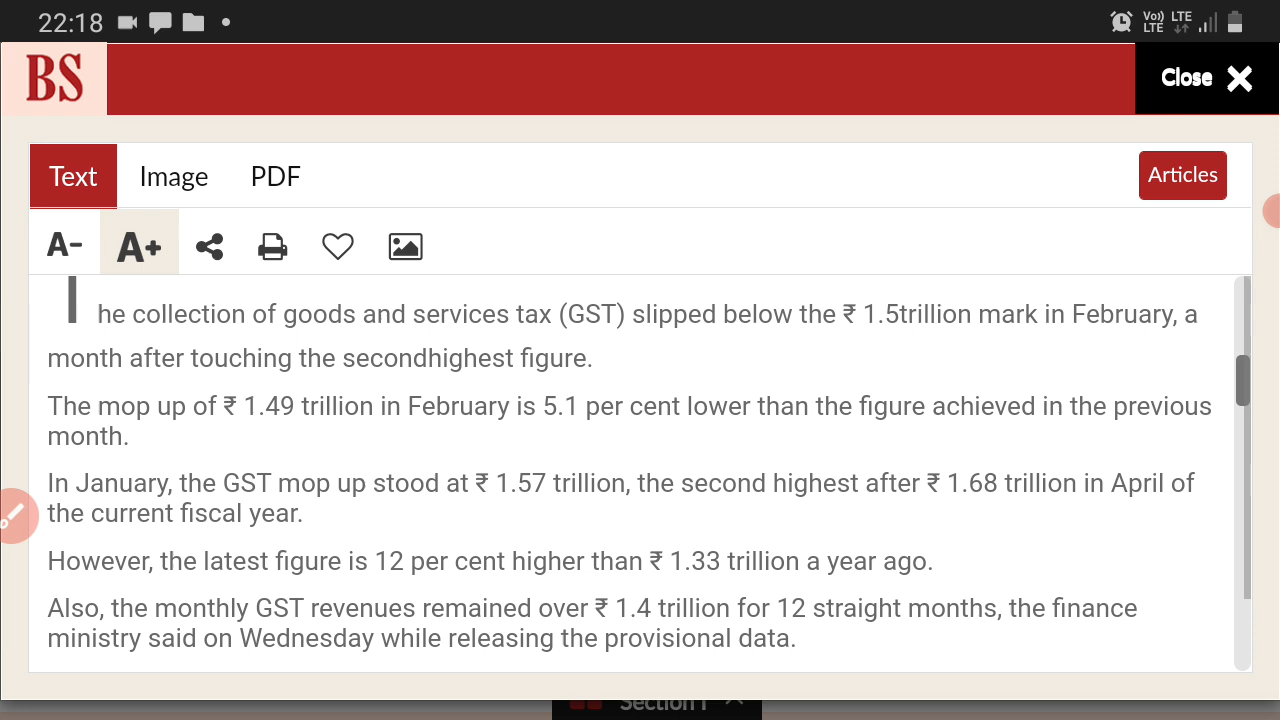 22:18
Vo)) LTE
LTE
BS
Close
Text Image PDF
Articles
A- A+
The collection of goods and services tax (GST) slipped below the ₹ 1.5trillion mark in February, a
month after touching the secondhighest figure.
The mop up of ₹ 1.49 trillion in February is 5.1 per cent lower than the figure achieved in the previous
month.
In January, the GST mop up stood at ₹ 1.57 trillion, the second highest after ₹ 1.68 trillion in April of
the current fiscal year.
However, the latest figure is 12 per cent higher than ₹ 1.33 trillion a year ago.
Also, the monthly GST revenues remained over ₹ 1.4 trillion for 12 straight months, the finance
ministry said on Wednesday while releasing the provisional data.
Section I